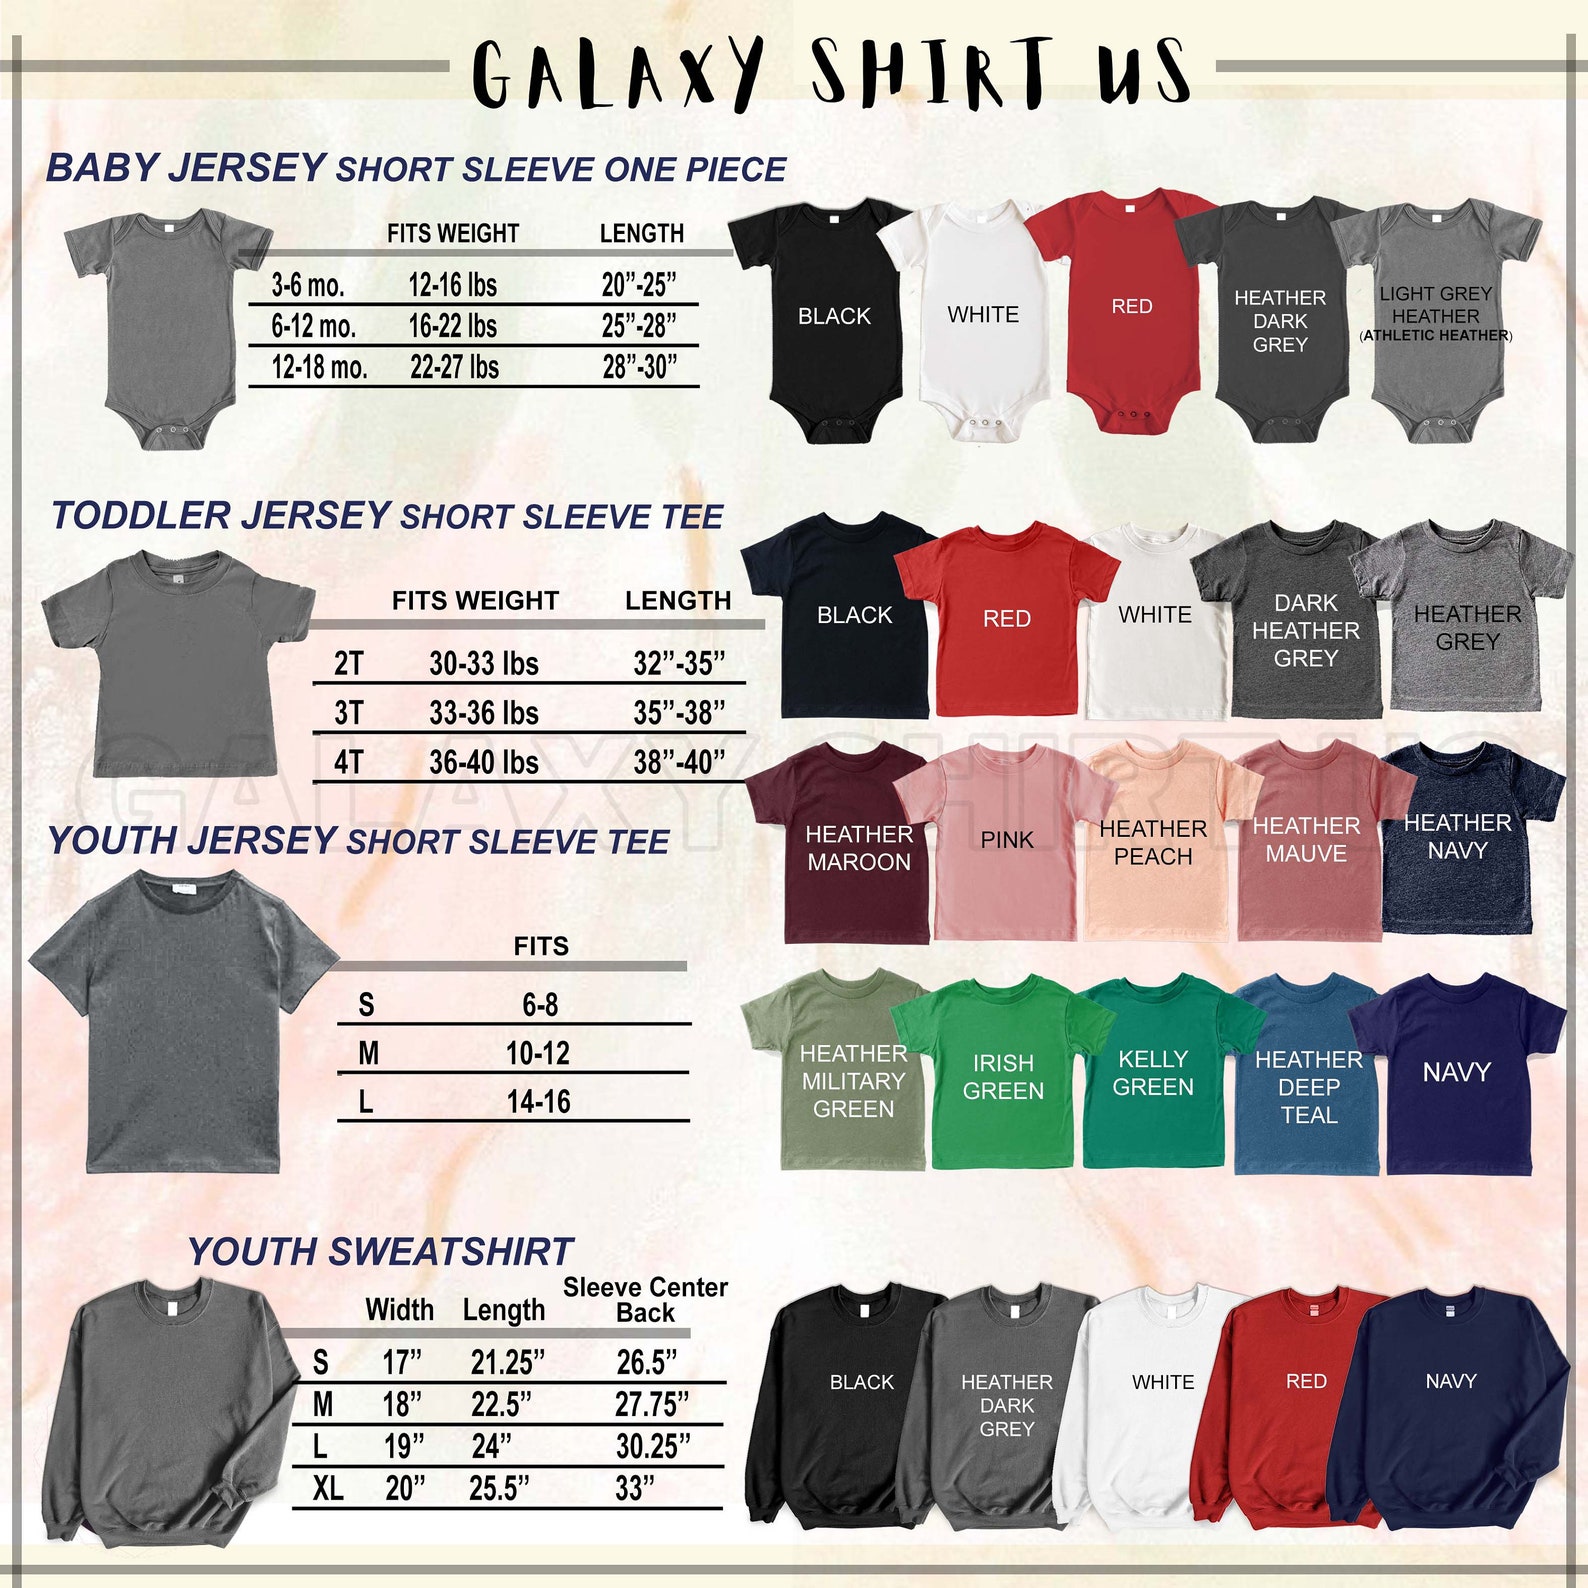 GALAXY SHIRT US
BABY JERSEY SHORT SLEEVE ONE PIECE
FITS WEIGHT LENGTH
3-6 mo. 12-16 lbs 20”-25”
6-12 mo. 16-22 lbs 25”-28”
12-18 mo. 22-27 lbs 28”-30”
BLACK
WHITE
RED
HEATHER
DARK
GREY
LIGHT GREY
HEATHER
(ATHLETIC HEATHER)
TODDLER JERSEY SHORT SLEEVE TEE
FITS WEIGHT LENGTH
2T 30-33 lbs 32”-35”
3T 33-36 lbs 35”-38”
4T 36-40 lbs 38”-40”
BLACK
RED
WHITE
DARK
HEATHER
GREY
HEATHER
GREY
GALAXY SHIRT US
HEATHER
MAROON
PINK
HEATHER
PEACH
HEATHER
MAUVE
HEATHER
NAVY
YOUTH JERSEY SHORT SLEEVE TEE
FITS
S 6-8
M 10-12
L 14-16
HEATHER
MILITARY
GREEN
IRISH
GREEN
KELLY
GREEN
HEATHER
DEEP
TEAL
NAVY
YOUTH SWEATSHIRT
Width Length Sleeve Center
Back
S 17” 21.25” 26.5”
M 18” 22.5” 27.75”
L 19” 24” 30.25”
XL 20” 25.5” 33”
BLACK
HEATHER
DARK
GREY
WHITE
RED
NAVY